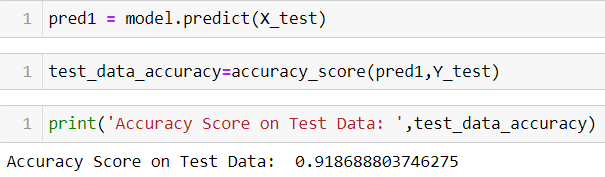 1 pred1 = model.predict(X_test)
1 test_data_accuracy=accuracy_score(pred1,Y_test)
1 print('Accuracy Score on Test Data: ',test_data_accuracy)
Accuracy Score on Test Data:  0.918688803746275